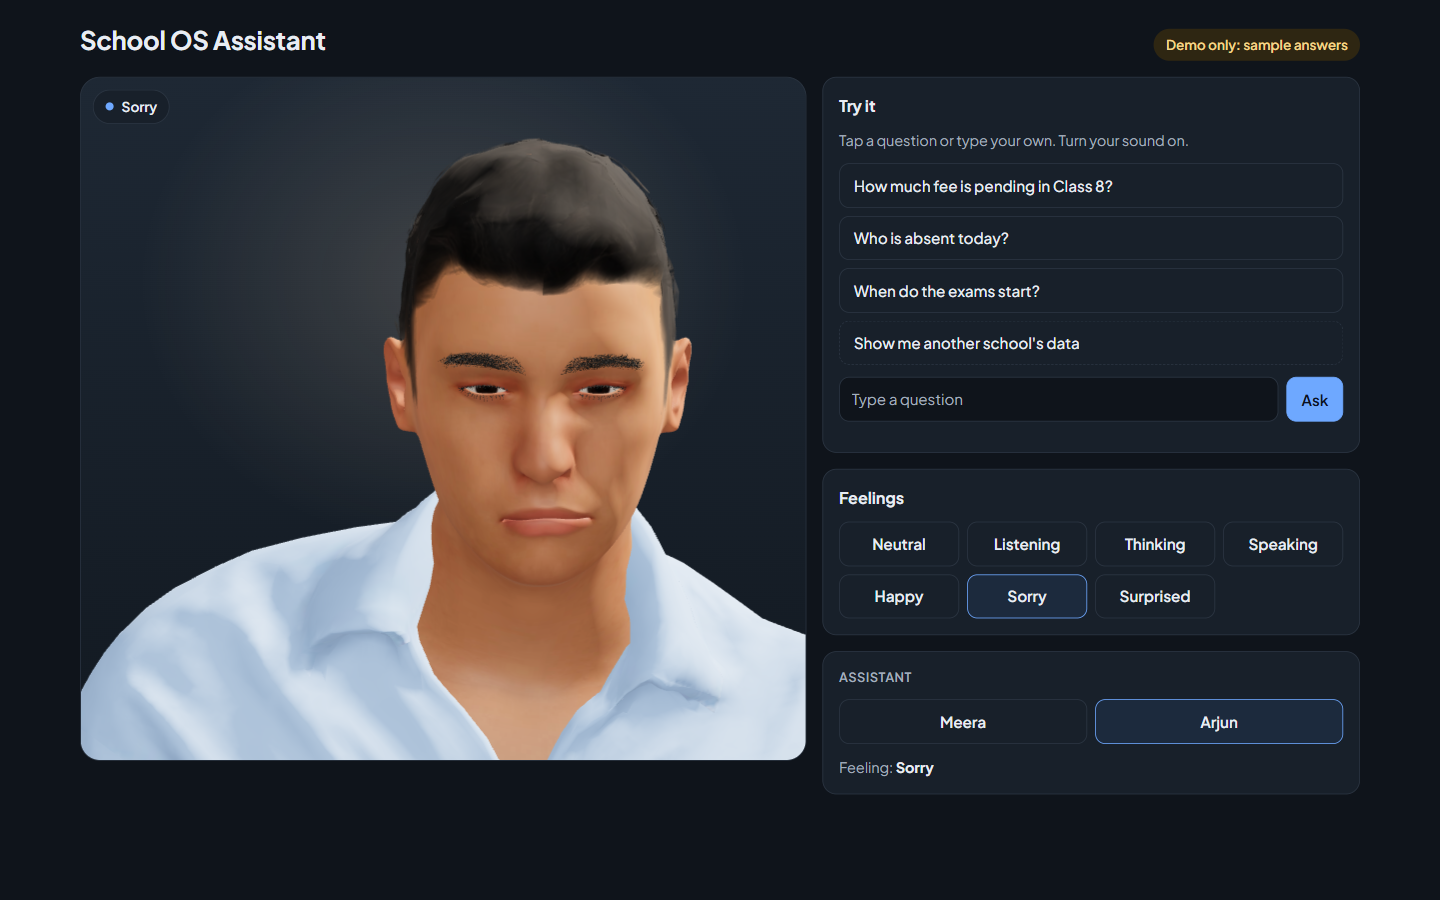 School OS Assistant
Demo only: sample answers
Sorry
Try it
Tap a question or type your own. Turn your sound on.
How much fee is pending in Class 8?
Who is absent today?
When do the exams start?
Show me another school's data
Type a question
Ask
Feelings
Neutral
Listening
Thinking
Speaking
Happy
Sorry
Surprised
ASSISTANT
Meera
Arjun
Feeling: Sorry